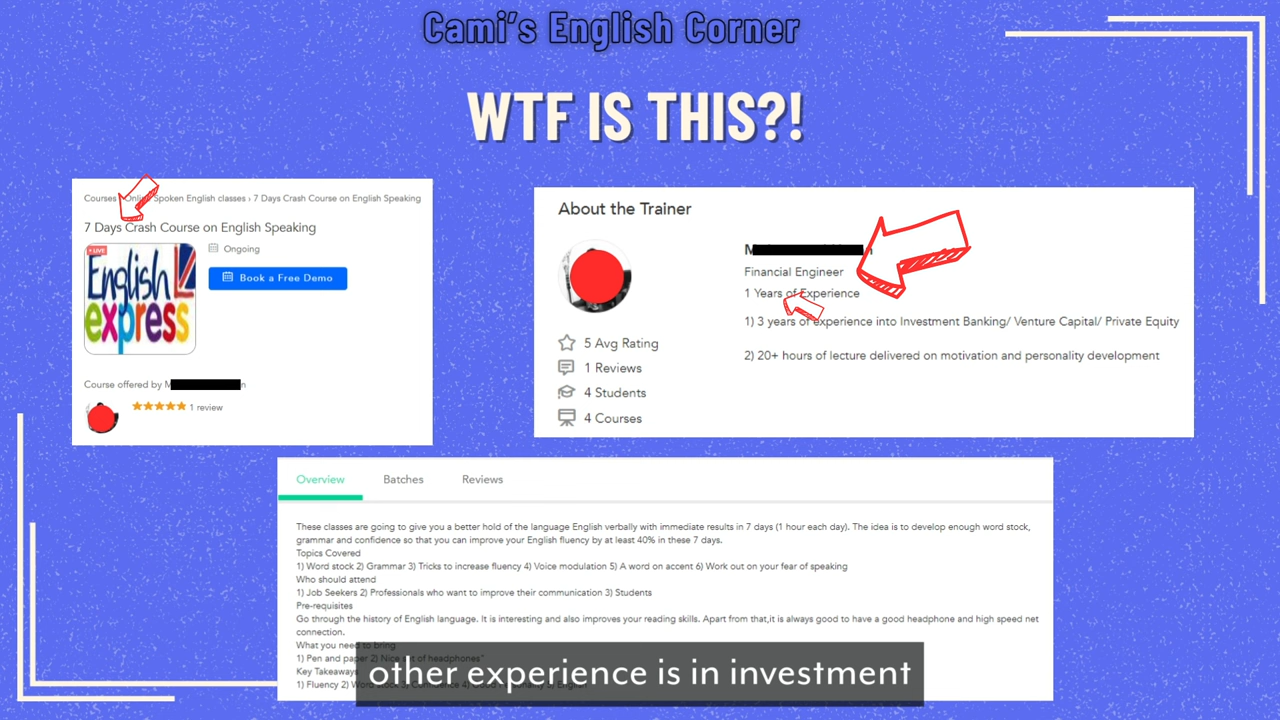 Cami's English Corner
WTF IS THIS?!
Courses Online Spoken English classes › 7 Days Crash Course on English Speaking
7 Days Crash Course on English Speaking
LIVE
English
express
Ongoing
Book a Free Demo
Course offered by M n
1 review
About the Trainer
M
Financial Engineer
1 Years of Experience
1) 3 years of experience into Investment Banking/ Venture Capital/ Private Equity
2) 20+ hours of lecture delivered on motivation and personality development
5 Avg Rating
1 Reviews
4 Students
4 Courses
Overview Batches Reviews
These classes are going to give you a better hold of the language English verbally with immediate results in 7 days (1 hour each day). The idea is to develop enough word stock,
grammar and confidence so that you can improve your English fluency by at least 40% in these 7 days.
Topics Covered
1) Word stock 2) Grammar 3) Tricks to increase fluency 4) Voice modulation 5) A word on accent 6) Work out on your fear of speaking
Who should attend
1) Job Seekers 2) Professionals who want to improve their communication 3) Students
Pre-requisites
Go through the history of English language. It is interesting and also improves your reading skills. Apart from that,it is always good to have a good headphone and high speed net
connection.
What you need to bring
1) Pen and paper 2) Nice set of headphones"
Key Takeaways
1) Fluency 2) Word stock 3) Confidence 4) Good Personality 5) English
other experience is in investment